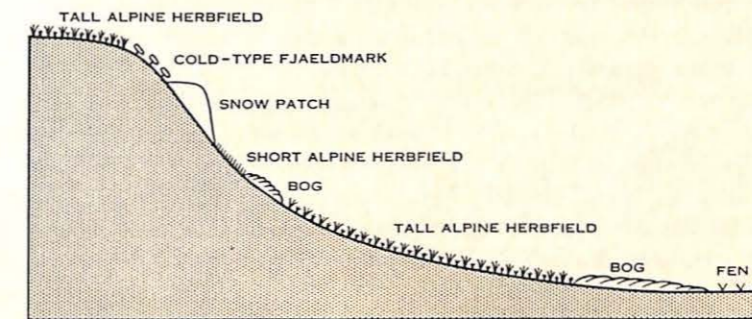 TALL ALPINE HERBFIELD
COLD-TYPE FJAELDMARK
SNOW PATCH
SHORT ALPINE HERBFIELD
BOG
TALL ALPINE HERBFIELD
BOG
FEN